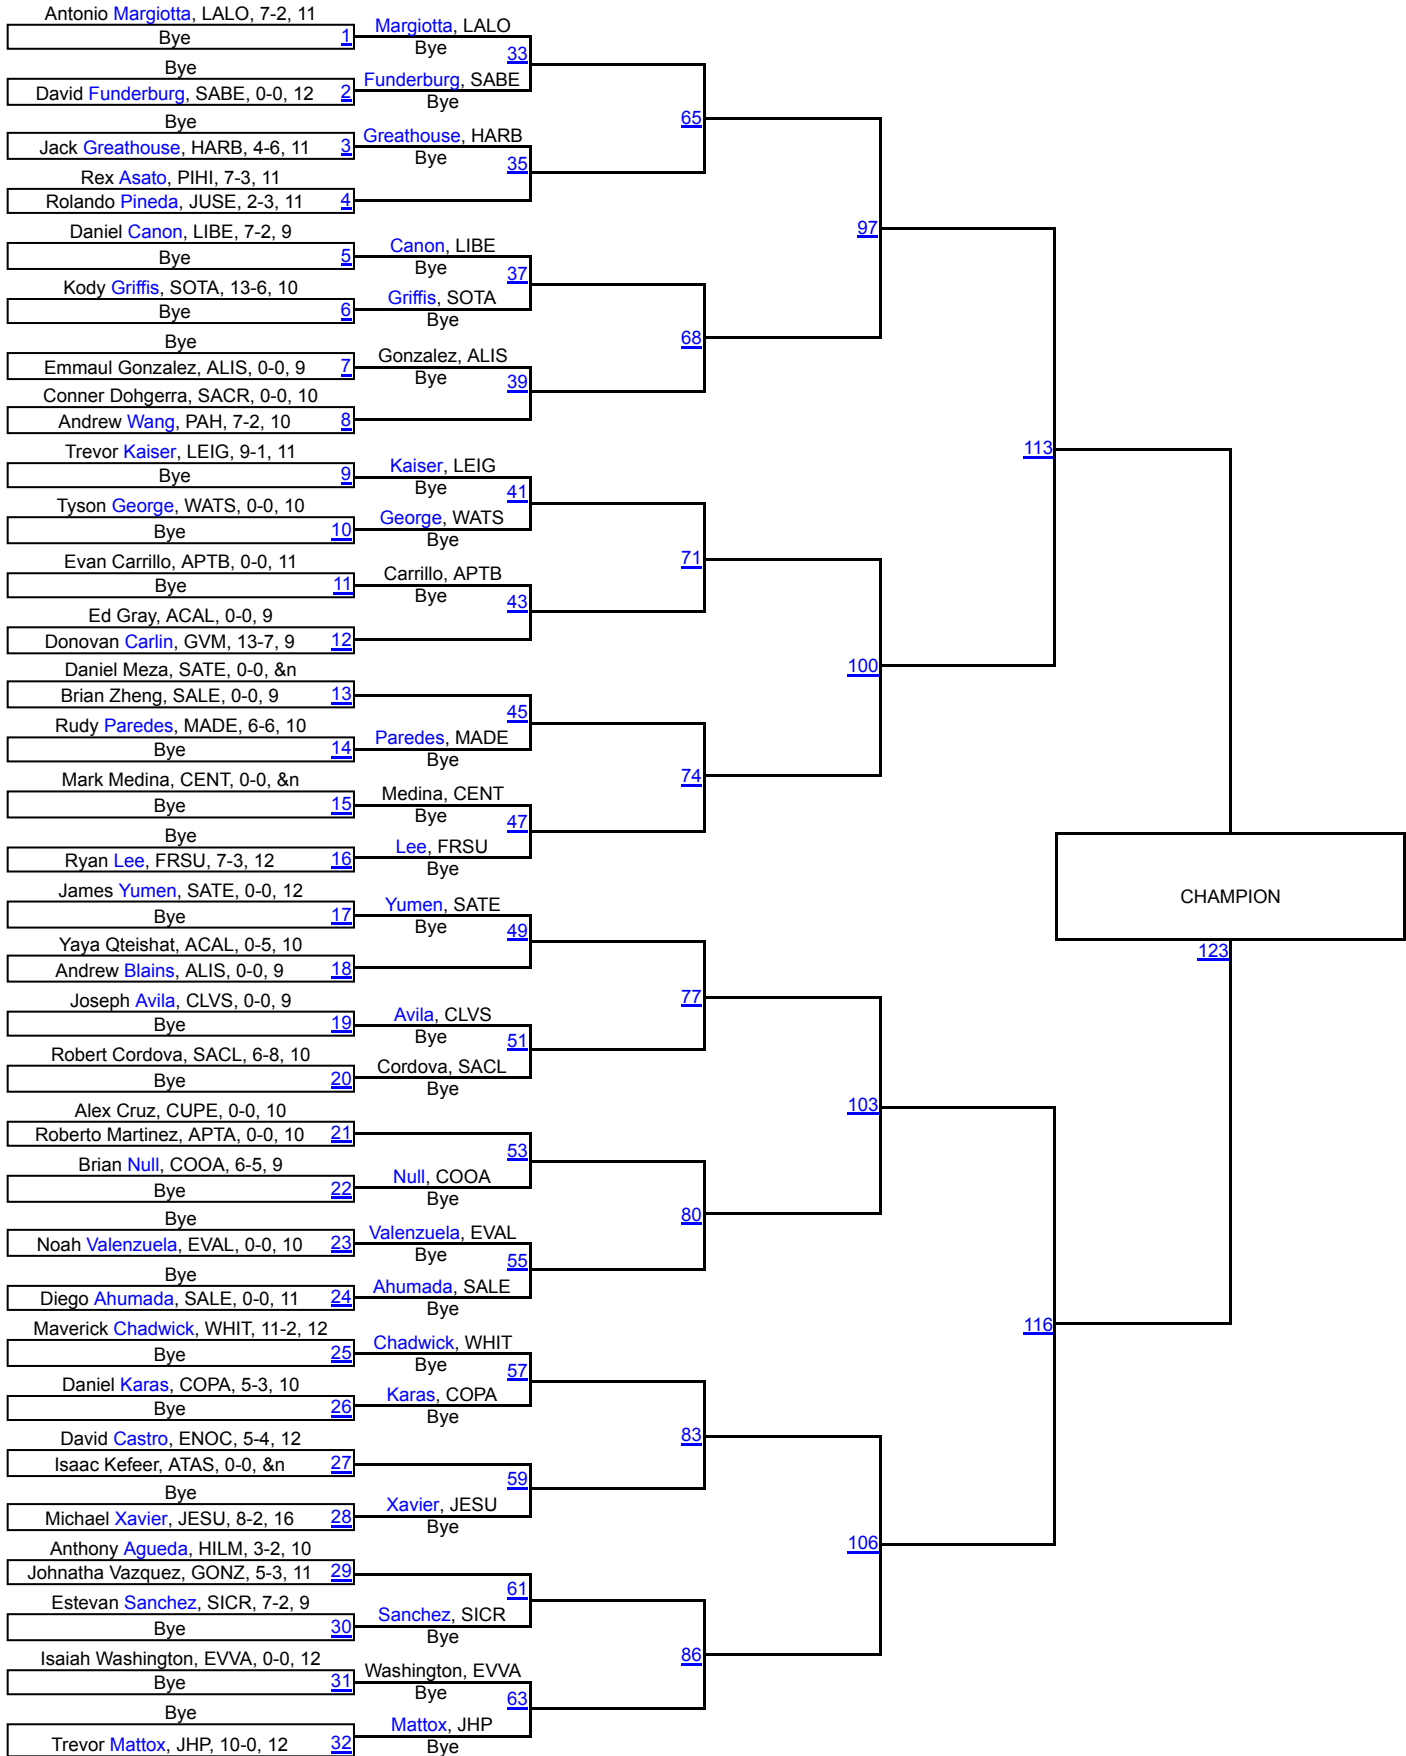 Antonio Margiotta, LALO, 7-2, 11
Bye 1
Bye
David Funderburg, SABE, 0-0, 12 2
Bye
Jack Greathouse, HARB, 4-6, 11 3
Rex Asato, PIHI, 7-3, 11
Rolando Pineda, JUSE, 2-3, 11 4
Daniel Canon, LIBE, 7-2, 9
Bye 5
Kody Griffis, SOTA, 13-6, 10
Bye 6
Bye
Emmaul Gonzalez, ALIS, 0-0, 9 7
Conner Dohgerra, SACR, 0-0, 10
Andrew Wang, PAH, 7-2, 10 8
Trevor Kaiser, LEIG, 9-1, 11
Bye 9
Tyson George, WATS, 0-0, 10
Bye 10
Evan Carrillo, APTB, 0-0, 11
Bye 11
Ed Gray, ACAL, 0-0, 9
Donovan Carlin, GVM, 13-7, 9 12
Daniel Meza, SATE, 0-0, &n
Brian Zheng, SALE, 0-0, 9 13
Rudy Paredes, MADE, 6-6, 10
Bye 14
Mark Medina, CENT, 0-0, &n
Bye 15
Bye
Ryan Lee, FRSU, 7-3, 12 16
James Yumen, SATE, 0-0, 12
Bye 17
Yaya Qteishat, ACAL, 0-5, 10
Andrew Blains, ALIS, 0-0, 9 18
Joseph Avila, CLVS, 0-0, 9
Bye 19
Robert Cordova, SACL, 6-8, 10
Bye 20
Alex Cruz, CUPE, 0-0, 10
Roberto Martinez, APTA, 0-0, 10 21
Brian Null, COOA, 6-5, 9
Bye 22
Bye
Noah Valenzuela, EVAL, 0-0, 10 23
Bye
Diego Ahumada, SALE, 0-0, 11 24
Maverick Chadwick, WHIT, 11-2, 12
Bye 25
Daniel Karas, COPA, 5-3, 10
Bye 26
David Castro, ENOC, 5-4, 12
Isaac Kefeer, ATAS, 0-0, &n 27
Bye
Michael Xavier, JESU, 8-2, 16 28
Anthony Agueda, HILM, 3-2, 10
Johnatha Vazquez, GONZ, 5-3, 11 29
Estevan Sanchez, SICR, 7-2, 9
Bye 30
Isaiah Washington, EVVA, 0-0, 12
Bye 31
Bye
Trevor Mattox, JHP, 10-0, 12 32
Margiotta, LALO
Bye 33
Funderburg, SABE
Bye
Greathouse, HARB
Bye 35
Canon, LIBE
Bye 37
Griffis, SOTA
Bye
Gonzalez, ALIS
Bye 39
Kaiser, LEIG
Bye 41
George, WATS
Bye
Carrillo, APTB
Bye 43
45
Paredes, MADE
Bye
Medina, CENT
Bye 47
Lee, FRSU
Bye
Yumen, SATE
Bye 49
Avila, CLVS
Bye 51
Cordova, SACL
Bye
53
Null, COOA
Bye
Valenzuela, EVAL
Bye 55
Ahumada, SALE
Bye
Chadwick, WHIT
Bye 57
Karas, COPA
Bye
59
Xavier, JESU
Bye
61
Sanchez, SICR
Bye
Washington, EVVA
Bye 63
Mattox, JHP
Bye
65
68
71
74
77
80
83
86
97
100
103
106
113
116
CHAMPION
123